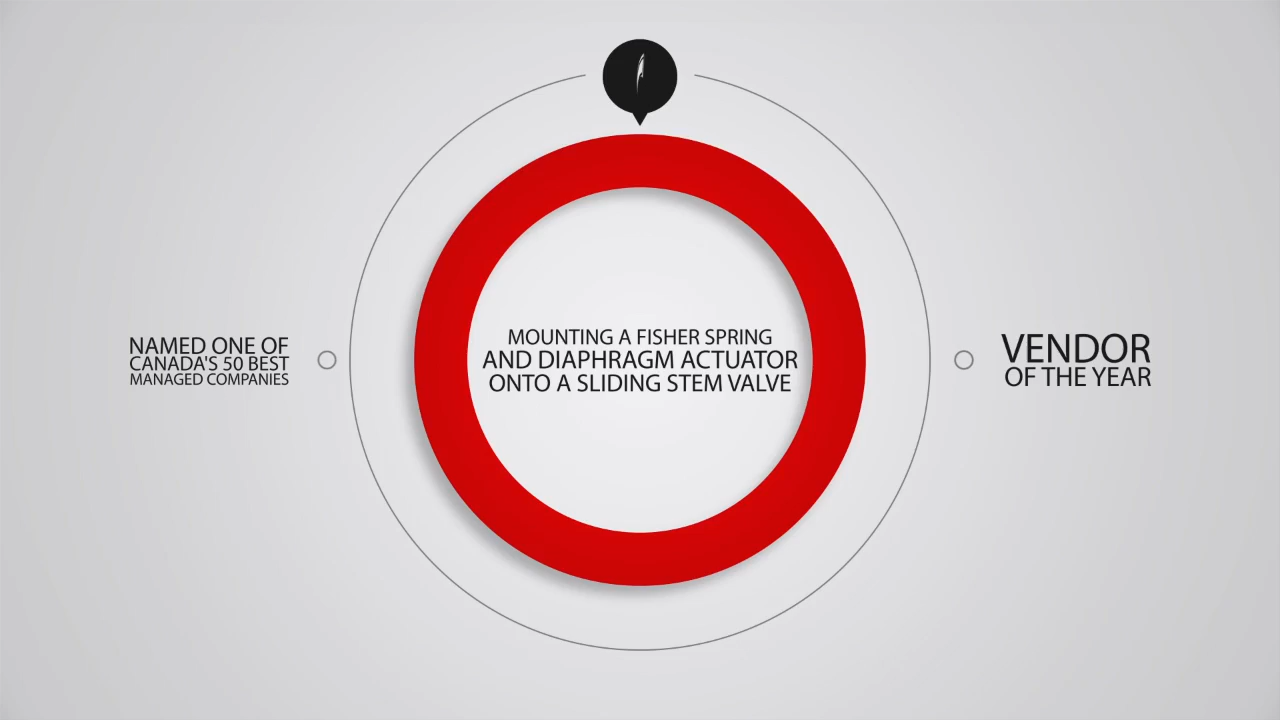 NAMED ONE OF
CANADA'S 50 BEST
MANAGED COMPANIES
MOUNTING A FISHER SPRING
AND DIAPHRAGM ACTUATOR
ONTO A SLIDING STEM VALVE
VENDOR
OF THE YEAR